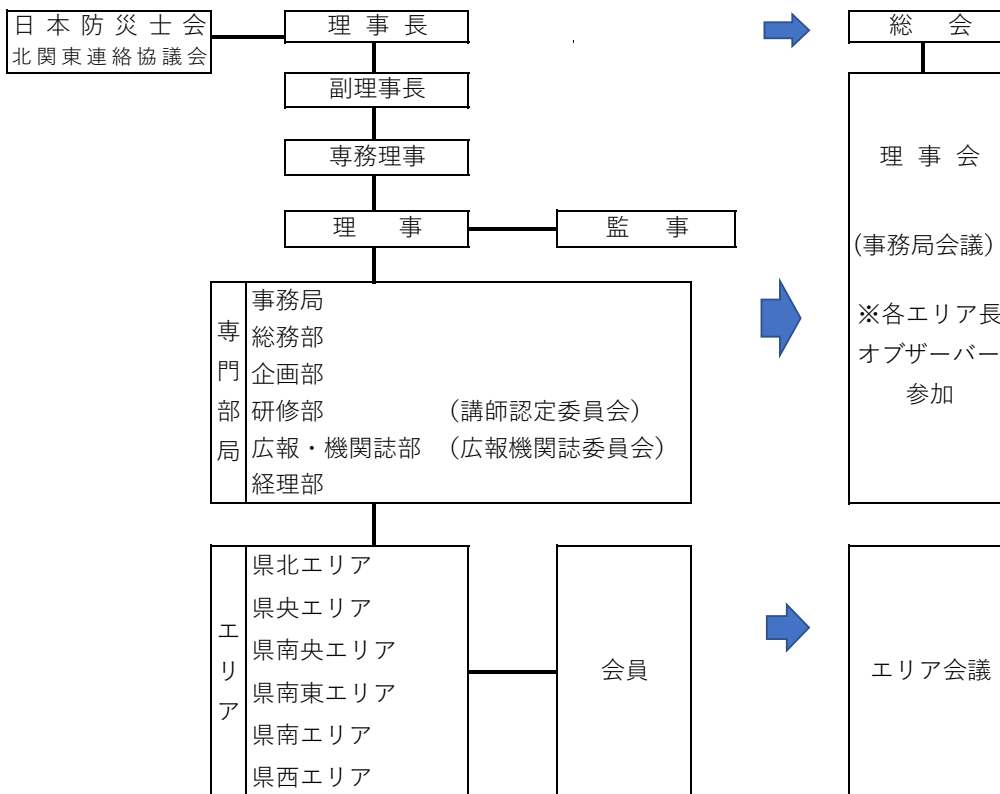 日本防災士会
北関東連絡協議会
理事長
総会
副理事長
専務理事
理事
監事
理事会
(事務局会議)
※各エリア長
オブザーバー
参加
専門部局
事務局
総務部
企画部
研修部 (講師認定委員会)
広報・機関誌部 (広報機関誌委員会)
経理部
エリア
県北エリア
県央エリア
県南央エリア
県南東エリア
県南エリア
県西エリア
会員
エリア会議